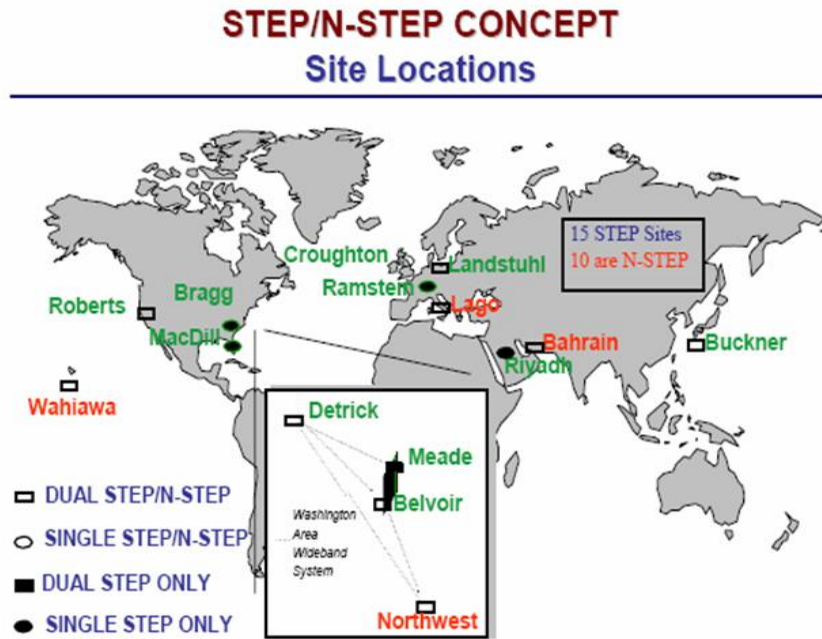 STEP/N-STEP CONCEPT
Site Locations
15 STEP Sites
10 are N-STEP
Croughton
Landstuhl
Ramstein
Lago
Bragg
Roberts
MacDill
Bahrain
Buckner
Riyadh
Wahiawa
Detrick
Meade
Belvoir
Washington
Area
Wideband
System
Northwest
DUAL STEP/N-STEP
SINGLE STEP/N-STEP
DUAL STEP ONLY
SINGLE STEP ONLY